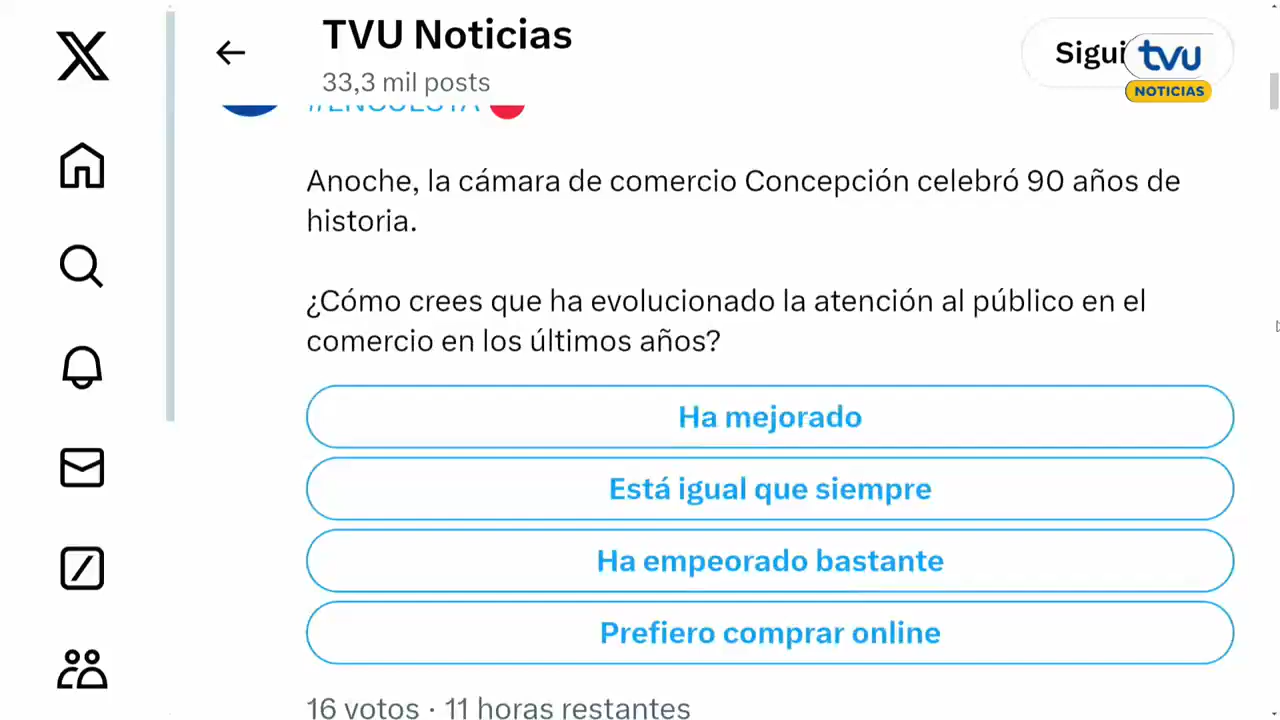 TVU Noticias
33,3 mil posts
Sigui
tvu
NOTICIAS
#ENCUESTA
Anoche, la cámara de comercio Concepción celebró 90 años de
historia.
¿Cómo crees que ha evolucionado la atención al público en el
comercio en los últimos años?
Ha mejorado
Está igual que siempre
Ha empeorado bastante
Prefiero comprar online
16 votos · 11 horas restantes